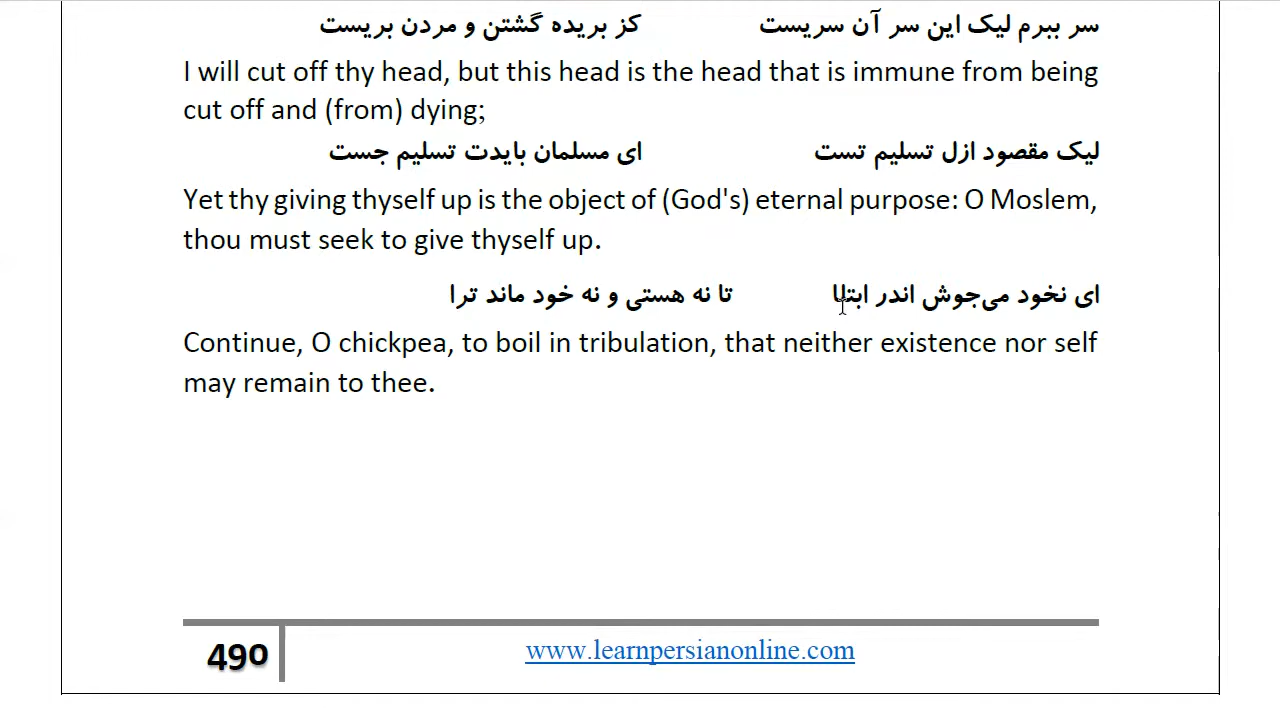 سر ببرم لیک این سر آن سریست کز بریده گشتن و مردن بریست
I will cut off thy head, but this head is the head that is immune from being
cut off and (from) dying;
لیک مقصود ازل تسلیم تست ای مسلمان بایدت تسلیم جست
Yet thy giving thyself up is the object of (God's) eternal purpose: O Moslem,
thou must seek to give thyself up.
ای نخود می‌جوش اندر ابتلا تا نه هستی و نه خود ماند ترا
Continue, O chickpea, to boil in tribulation, that neither existence nor self
may remain to thee.
490 www.learnpersianonline.com